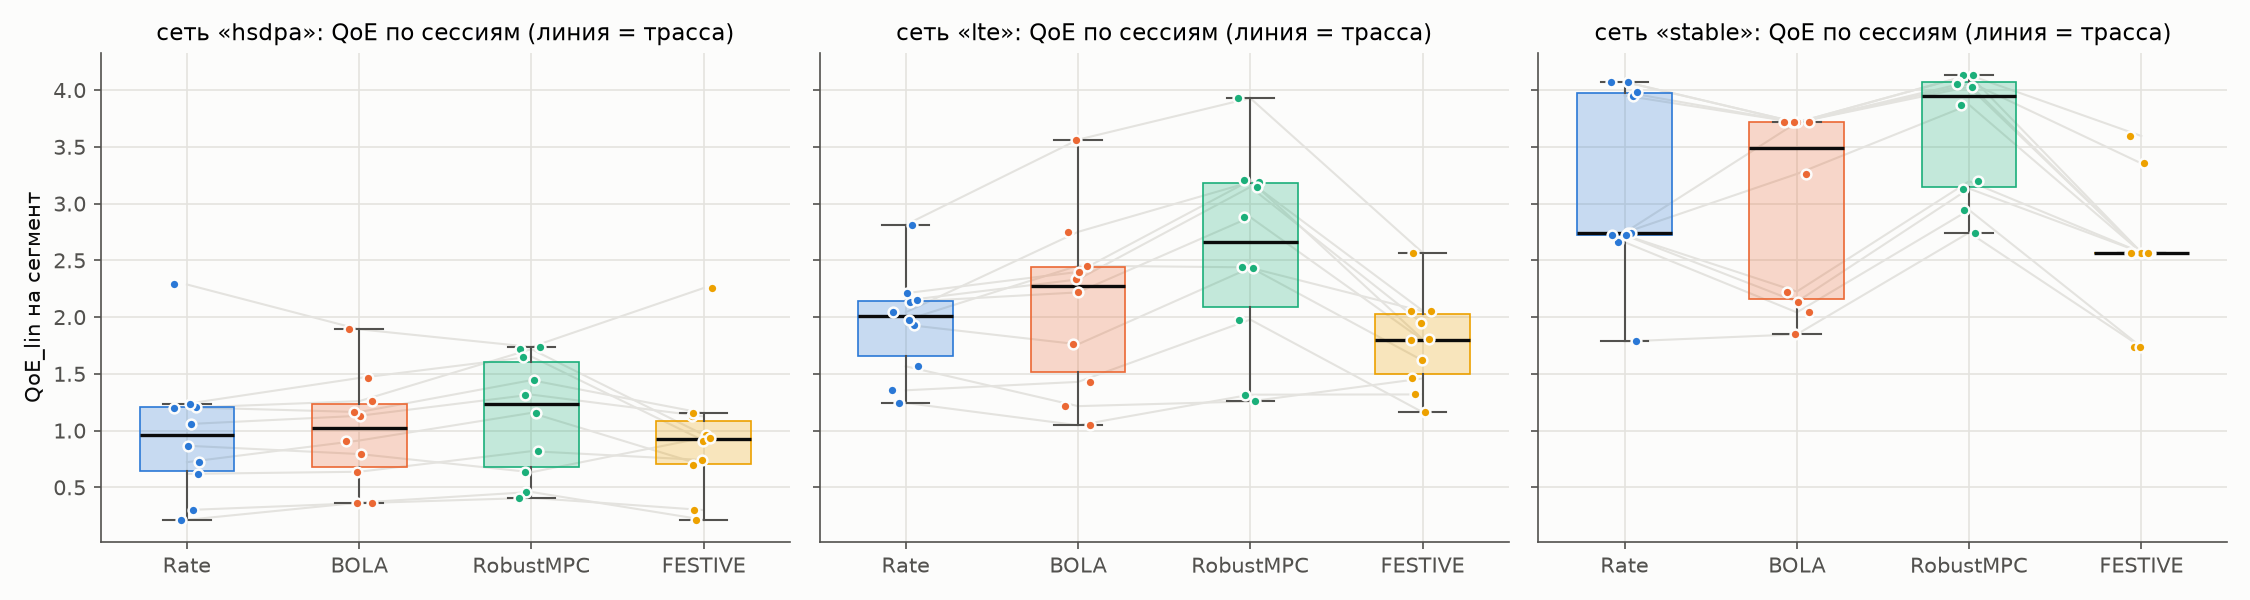 сеть «hsdpa»: QoE по сессиям (линия = трасса)
сеть «lte»: QoE по сессиям (линия = трасса)
сеть «stable»: QoE по сессиям (линия = трасса)
QoE_lin на сегмент
4.0
3.5
3.0
2.5
2.0
1.5
1.0
0.5
Rate BOLA RobustMPC FESTIVE
Rate BOLA RobustMPC FESTIVE
Rate BOLA RobustMPC FESTIVE